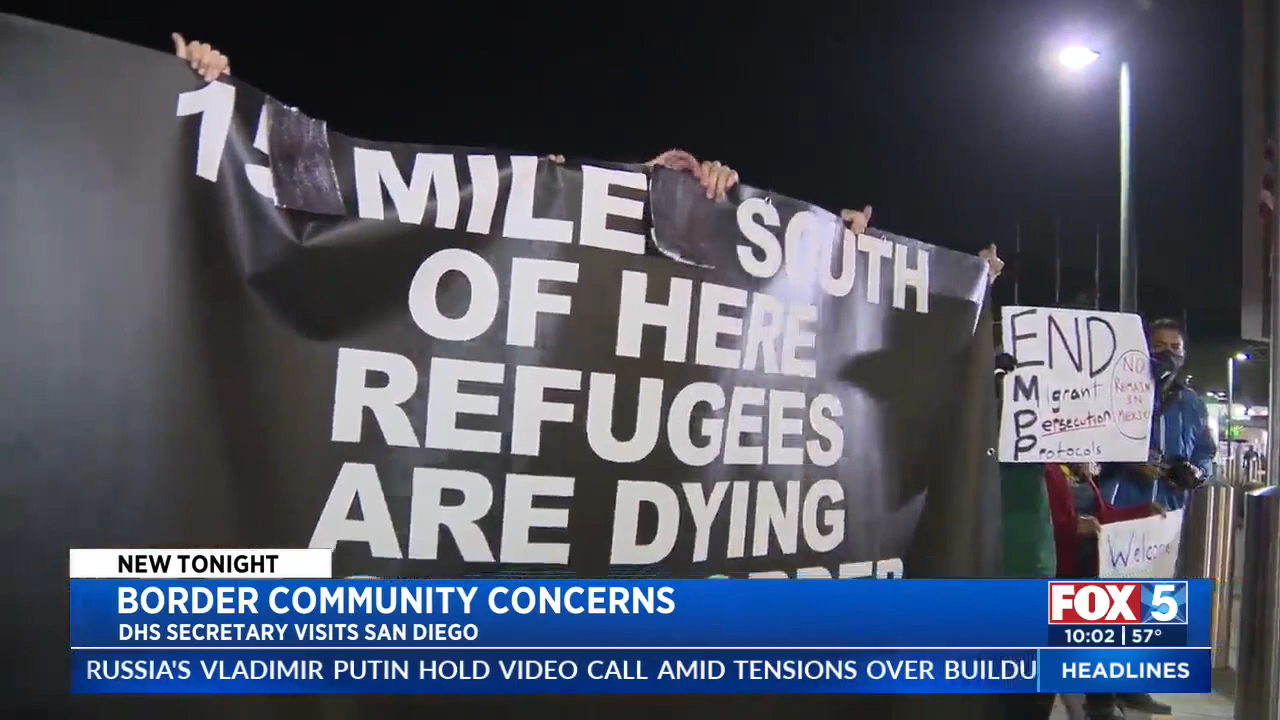 15 MILE SOUTH
OF HERE
REFUGEES
ARE DYING
BORDER
END
Migrant
Persecution
Protocols
NO
REMAIN
IN
MEXICO
Welcome
NEW TONIGHT
BORDER COMMUNITY CONCERNS
DHS SECRETARY VISITS SAN DIEGO
FOX 5
10:02 | 57°
RUSSIA'S VLADIMIR PUTIN HOLD VIDEO CALL AMID TENSIONS OVER BUILDU
HEADLINES